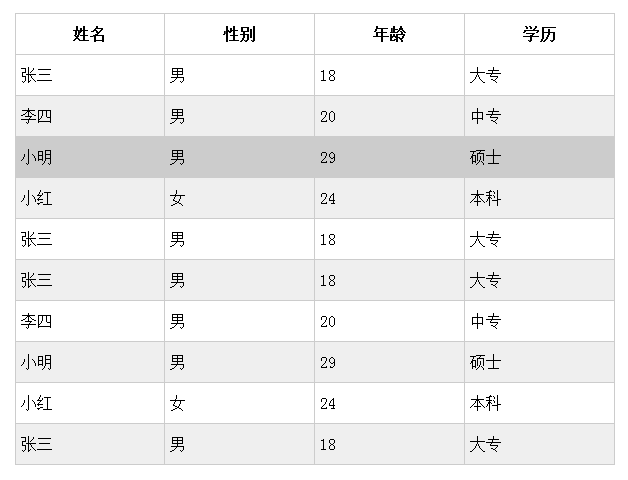 姓名 性别 年龄 学历
张三 男 18 大专
李四 男 20 中专
小明 男 29 硕士
小红 女 24 本科
张三 男 18 大专
张三 男 18 大专
李四 男 20 中专
小明 男 29 硕士
小红 女 24 本科
张三 男 18 大专